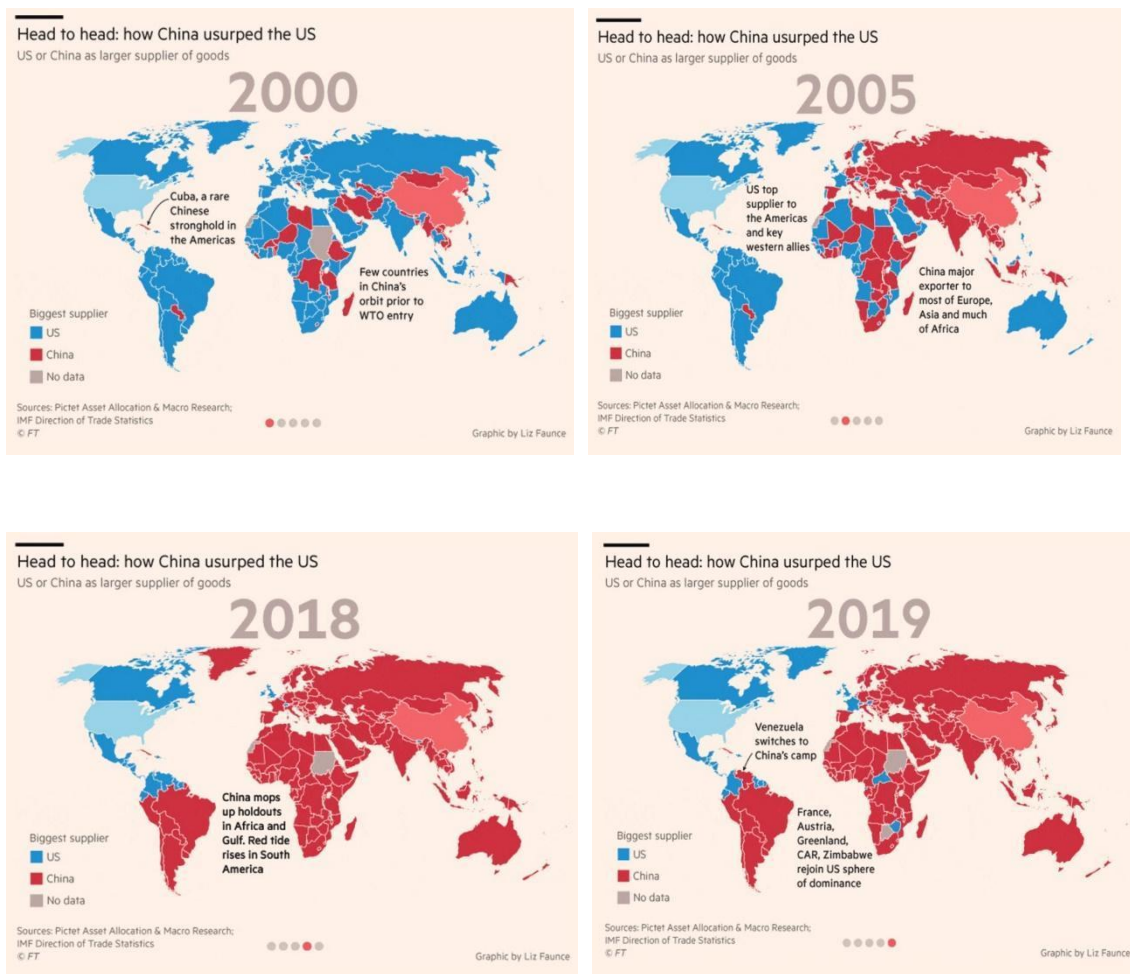 Head to head: how China usurped the US
US or China as larger supplier of goods
2000
Cuba, a rare
Chinese
stronghold in
the Americas
Few countries
in China's
orbit prior to
WTO entry
Biggest supplier
US
China
No data
Sources: Pictet Asset Allocation & Macro Research;
IMF Direction of Trade Statistics
© FT
Graphic by Liz Faunce
Head to head: how China usurped the US
US or China as larger supplier of goods
2005
US top
supplier to
the Americas
and key
western allies
China major
exporter to
most of Europe,
Asia and much
of Africa
Biggest supplier
US
China
No data
Sources: Pictet Asset Allocation & Macro Research;
IMF Direction of Trade Statistics
© FT
Graphic by Liz Faunce
Head to head: how China usurped the US
US or China as larger supplier of goods
2018
China mops
up holdouts
in Africa and
Gulf. Red tide
rises in South
America
Biggest supplier
US
China
No data
Sources: Pictet Asset Allocation & Macro Research;
IMF Direction of Trade Statistics
© FT
Graphic by Liz Faunce
Head to head: how China usurped the US
US or China as larger supplier of goods
2019
Venezuela
switches to
China's camp
France,
Austria,
Greenland,
CAR, Zimbabwe
rejoin US sphere
of dominance
Biggest supplier
US
China
No data
Sources: Pictet Asset Allocation & Macro Research;
IMF Direction of Trade Statistics
© FT
Graphic by Liz Faunce